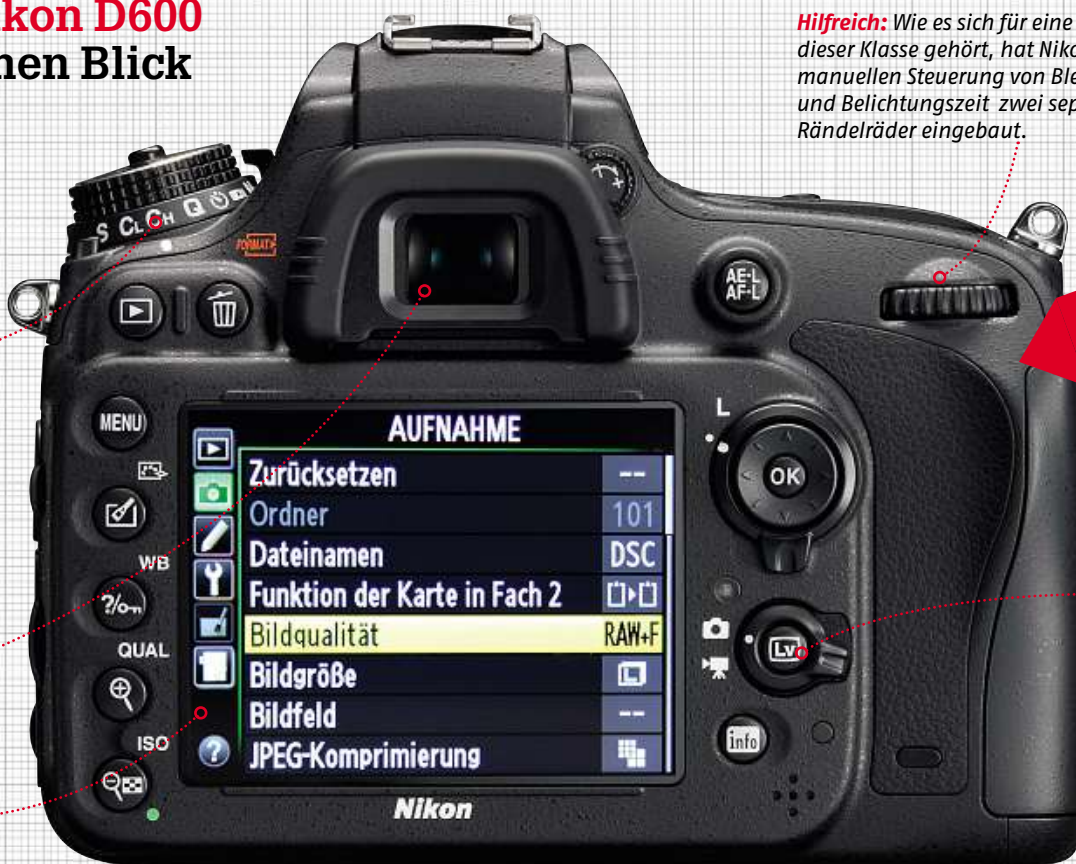 kon D600
nen Blick
Hilfreich: Wie es sich für eine
dieser Klasse gehört, hat Niko
manuellen Steuerung von Ble
und Belichtungszeit zwei sep
Rändelräder eingebaut.
S CL CH Q
FORMAT
AE-L
AF-L
MENU
WB
?/
QUAL
ISO
AUFNAHME
Zurücksetzen --
Ordner 101
Dateinamen DSC
Funktion der Karte in Fach 2
Bildqualität RAW+F
Bildgröße L
Bildfeld --
? JPEG-Komprimierung
L
OK
Lv
info
Nikon